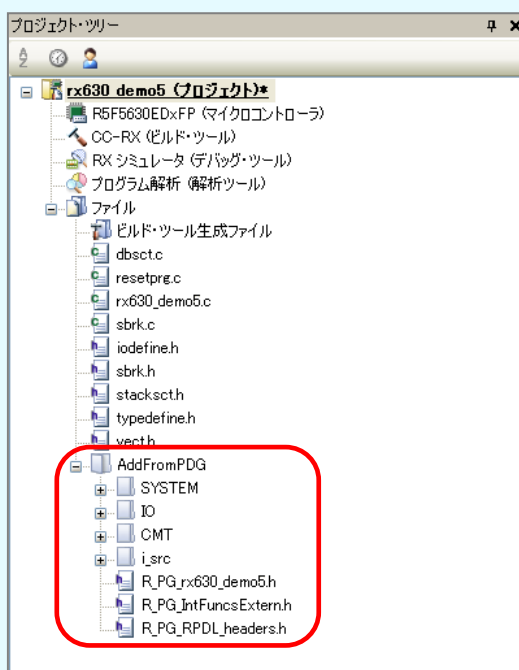 プロジェクト・ツリー
rx630_demo5 (プロジェクト)*
R5F5630EDxFP (マイクロコントローラ)
CC-RX (ビルド・ツール)
RX シミュレータ (デバッグ・ツール)
プログラム解析 (解析ツール)
ファイル
ビルド・ツール生成ファイル
dbsct.c
resetprg.c
rx630_demo5.c
sbrk.c
iodefine.h
sbrk.h
stacksct.h
typedefine.h
vect.h
AddFromPDG
SYSTEM
IO
CMT
i_src
R_PG_rx630_demo5.h
R_PG_IntFuncsExtern.h
R_PG_RPDL_headers.h